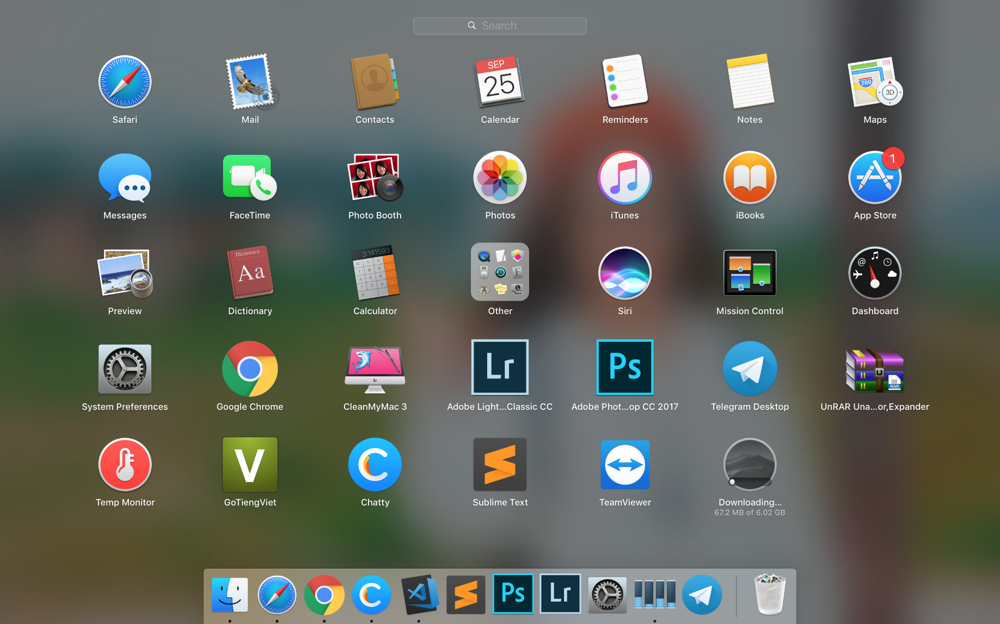 Search
SEP
25
280
3D
Safari
Mail
Contacts
Calendar
Reminders
Notes
Maps
1
Messages
FaceTime
Photo Booth
Photos
iTunes
iBooks
App Store
Dictionary
Aa
3.141593
Preview
Dictionary
Calculator
Other
Siri
Mission Control
Dashboard
Lr
Ps
RAR
System Preferences
Google Chrome
CleanMyMac 3
Adobe Light...Classic CC
Adobe Phot...op CC 2017
Telegram Desktop
UnRAR Una...or,Expander
V
C
Temp Monitor
GoTiengViet
Chatty
Sublime Text
TeamViewer
Downloading...
67.2 MB of 6.02 GB
C
Ps
Lr